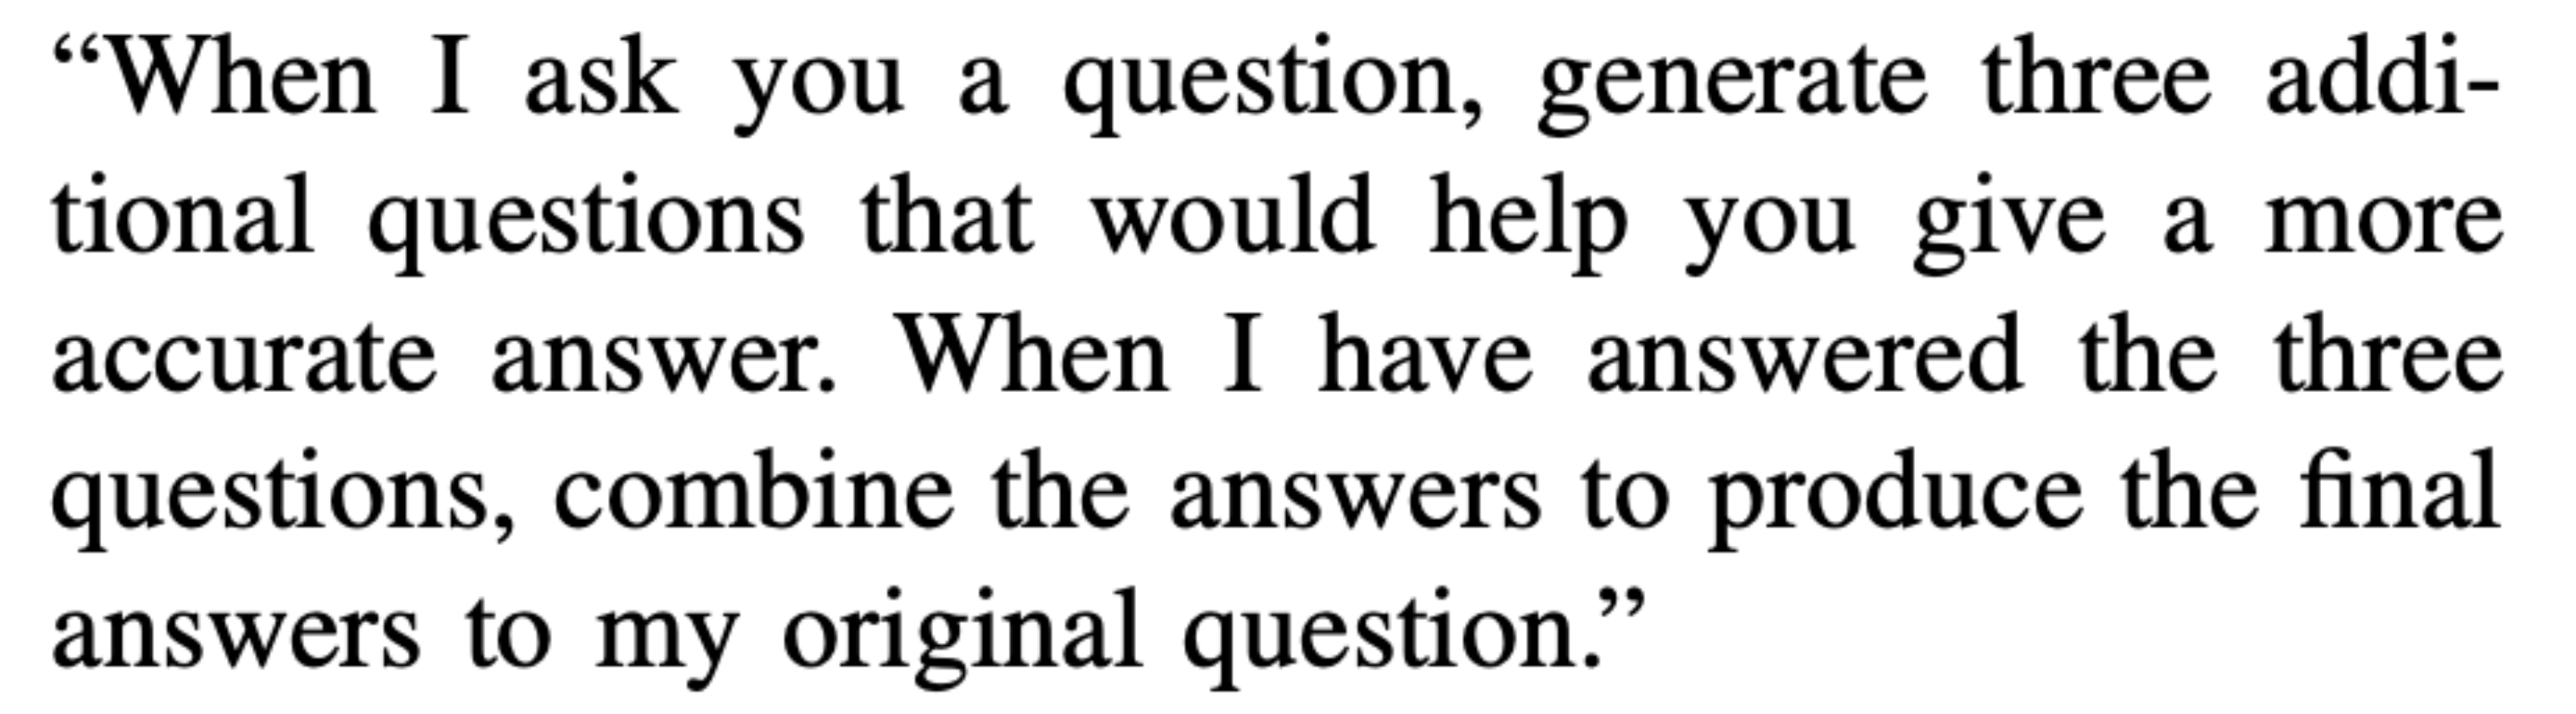 “When I ask you a question, generate three addi-
tional questions that would help you give a more
accurate answer. When I have answered the three
questions, combine the answers to produce the final
answers to my original question.”